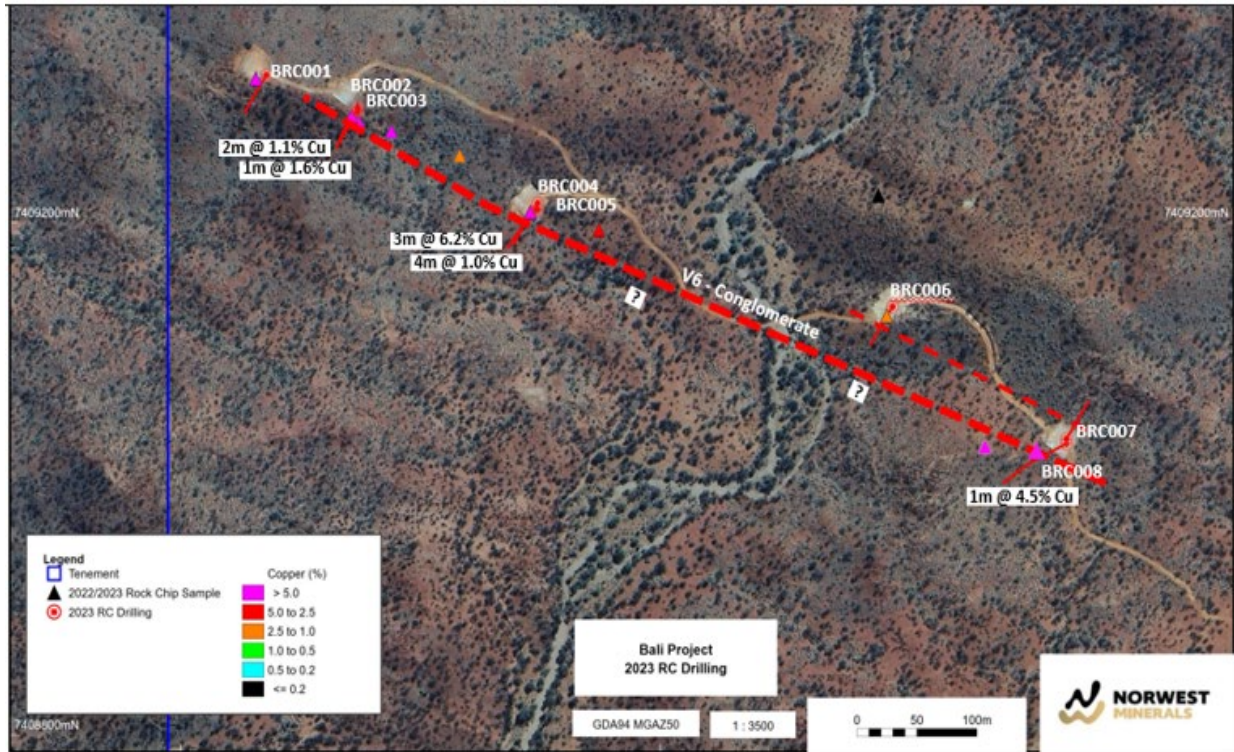 BRC001
BRC002
BRC003
2m @ 1.1% Cu
1m @ 1.6% Cu
BRC004
BRC005
7409200mN
7409200mN
3m @ 6.2% Cu
4m @ 1.0% Cu
V6 - Conglomerate
?
BRC006
?
BRC007
BRC008
1m @ 4.5% Cu
Legend
Tenement
2022/2023 Rock Chip Sample
2023 RC Drilling
Copper (%)
> 5.0
5.0 to 2.5
2.5 to 1.0
1.0 to 0.5
0.5 to 0.2
<= 0.2
Bali Project
2023 RC Drilling
GDA94 MGAZ50
1 : 3500
0 50 100m
NORWEST
MINERALS
7408800mN